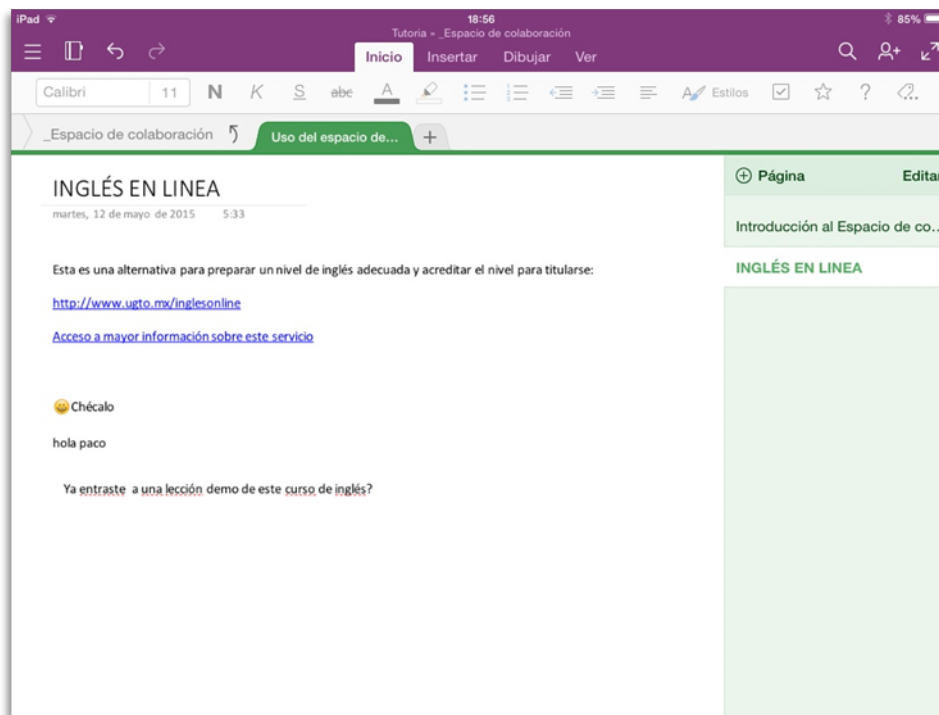 iPad 18:56 85%
Tutoria » _Espacio de colaboración
Inicio Insertar Dibujar Ver
Calibri 11 N K S abc A Estilos ?
_Espacio de colaboración Uso del espacio de... +
INGLÉS EN LINEA
martes, 12 de mayo de 2015 5:33
Esta es una alternativa para preparar un nivel de inglés adecuada y acreditar el nivel para titularse:
http://www.ugto.mx/inglesonline
Acceso a mayor información sobre este servicio
Chécalo
hola paco
Ya entraste a una lección demo de este curso de inglés?
Página Editar
Introducción al Espacio de co...
INGLÉS EN LINEA